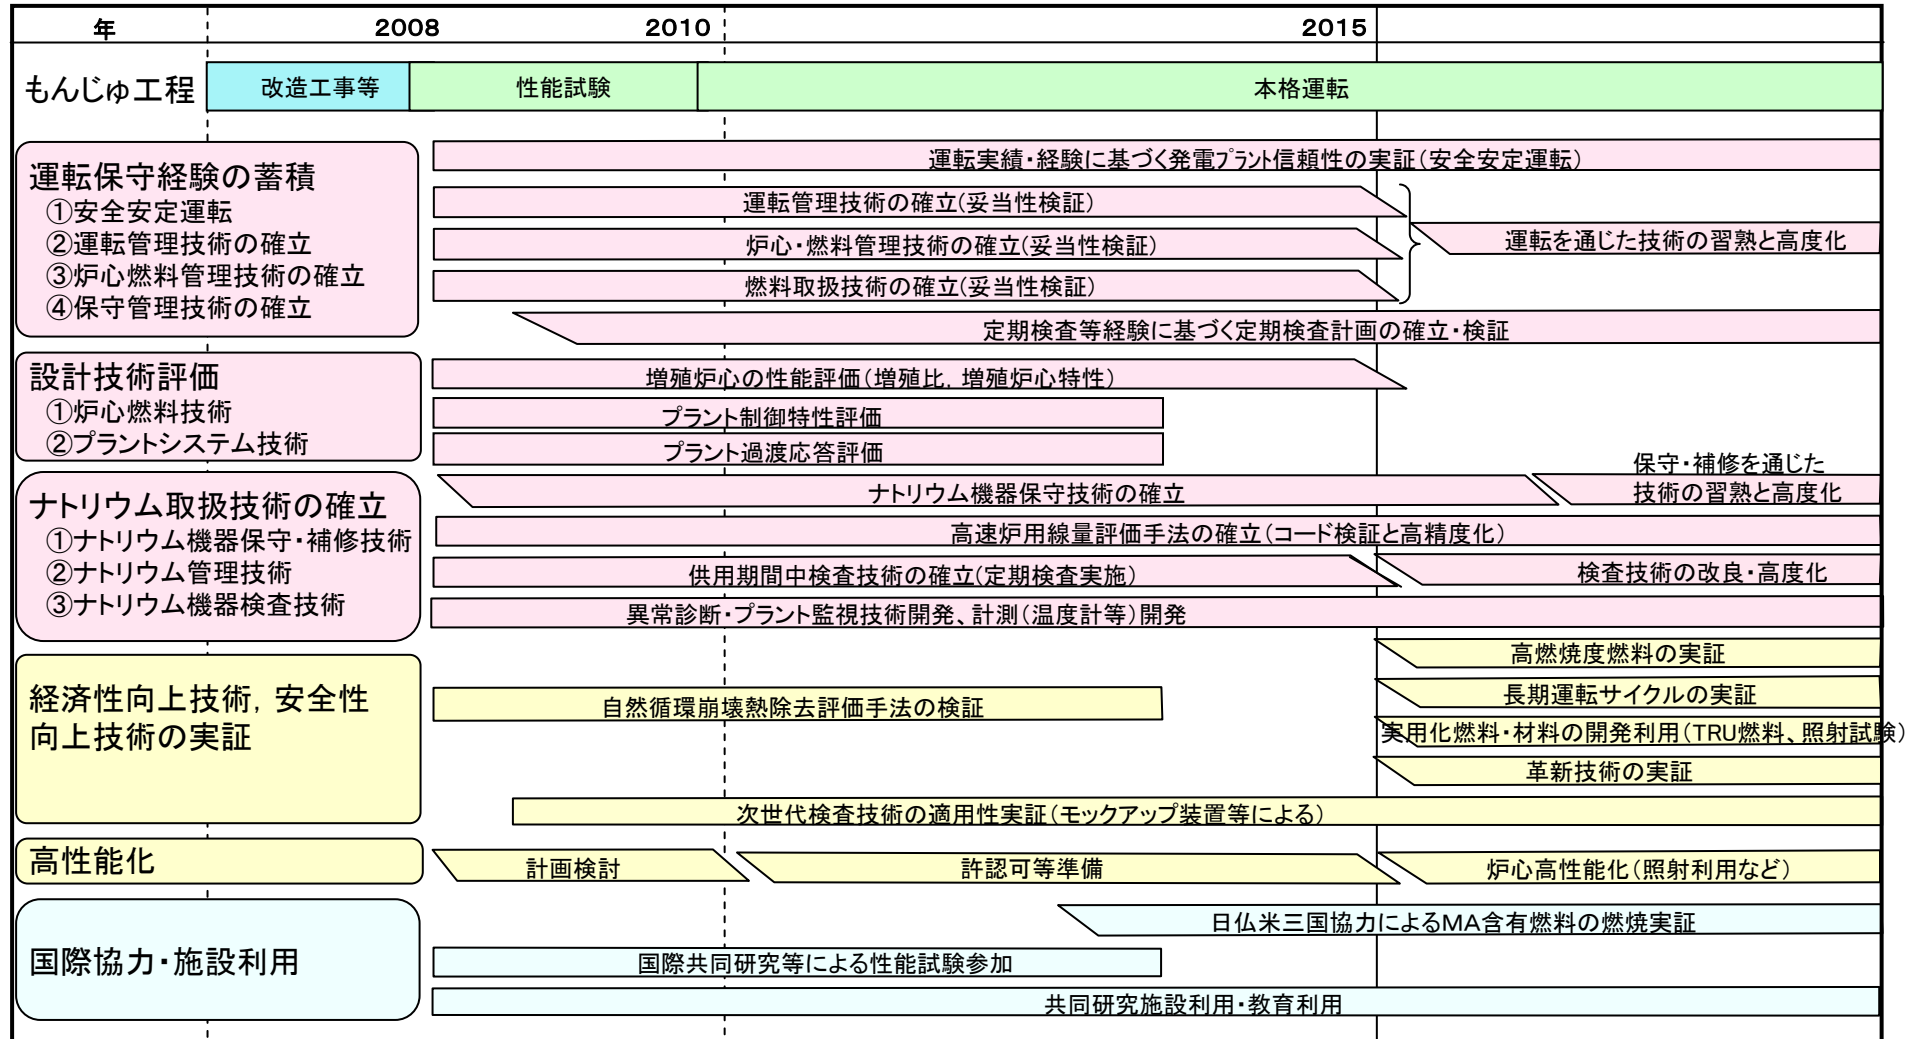 年 2008 2010 2015
もんじゅ工程 改造工事等 性能試験 本格運転
運転保守経験の蓄積
①安全安定運転
②運転管理技術の確立
③炉心燃料管理技術の確立
④保守管理技術の確立
運転実績・経験に基づく発電プラント信頼性の実証(安全安定運転)
運転管理技術の確立(妥当性検証)
炉心・燃料管理技術の確立(妥当性検証)
燃料取扱技術の確立(妥当性検証)
運転を通じた技術の習熟と高度化
定期検査等経験に基づく定期検査計画の確立・検証
設計技術評価
①炉心燃料技術
②プラントシステム技術
増殖炉心の性能評価(増殖比, 増殖炉心特性)
プラント制御特性評価
プラント過渡応答評価
ナトリウム取扱技術の確立
①ナトリウム機器保守・補修技術
②ナトリウム管理技術
③ナトリウム機器検査技術
ナトリウム機器保守技術の確立
保守・補修を通じた
技術の習熟と高度化
高速炉用線量評価手法の確立(コード検証と高精度化)
供用期間中検査技術の確立(定期検査実施)
検査技術の改良・高度化
異常診断・プラント監視技術開発、計測(温度計等)開発
経済性向上技術, 安全性
向上技術の実証
高燃焼度燃料の実証
長期運転サイクルの実証
自然循環崩壊熱除去評価手法の検証
実用化燃料・材料の開発利用(TRU燃料、照射試験)
革新技術の実証
次世代検査技術の適用性実証(モックアップ装置等による)
高性能化
計画検討
許認可等準備
炉心高性能化(照射利用など)
国際協力・施設利用
日仏米三国協力によるMA含有燃料の燃焼実証
国際共同研究等による性能試験参加
共同研究施設利用・教育利用